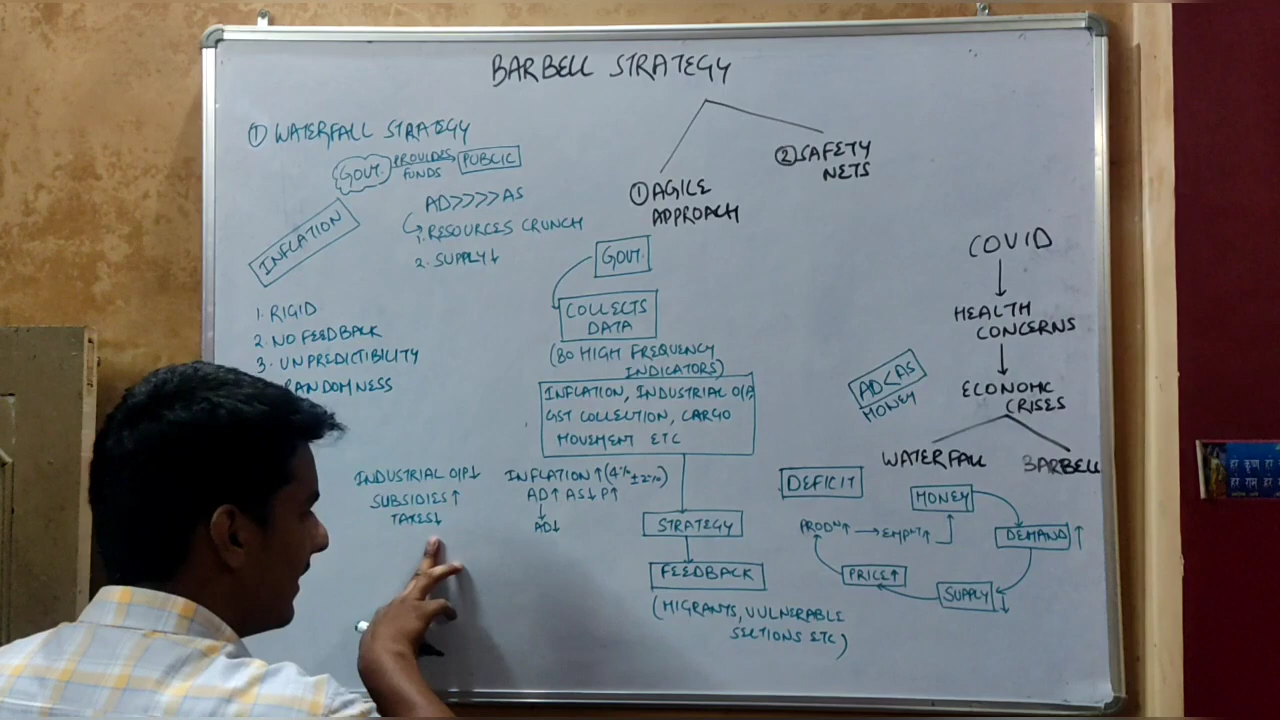 BARBELL STRATEGY
① WATERFALL STRATEGY
GOVT. PROVIDES FUNDS PUBLIC
AD>>>>AS
1. RESOURCES CRUNCH
2. SUPPLY↓
INFLATION
1. RIGID
2. NO FEEDBACK
3. UNPREDICTIBILITY
RANDOMNESS
① AGILE
APPROACH
② SAFETY
NETS
GOVT.
COLLECTS
DATA
(80 HIGH FREQUENCY
INDICATORS)
INFLATION, INDUSTRIAL O/P,
GST COLLECTION, CARGO
MOVEMENT ETC
INDUSTRIAL O/P↓
SUBSIDIES↑
TAXES↓
INFLATION↑(4%±2%)
AD↑ AS↓ P↑
↓
AD↓
STRATEGY
FEEDBACK
(MIGRANTS, VULNERABLE
SECTIONS ETC)
COVID
↓
HEALTH
CONCERNS
↓
ECONOMIC
CRISES
WATERFALL BARBELL
AD<AS
MONEY
DEFICIT
MONEY
DEMAND↑
SUPPLY↓
PRICE↑
PRODN↑ → EMPNT↑